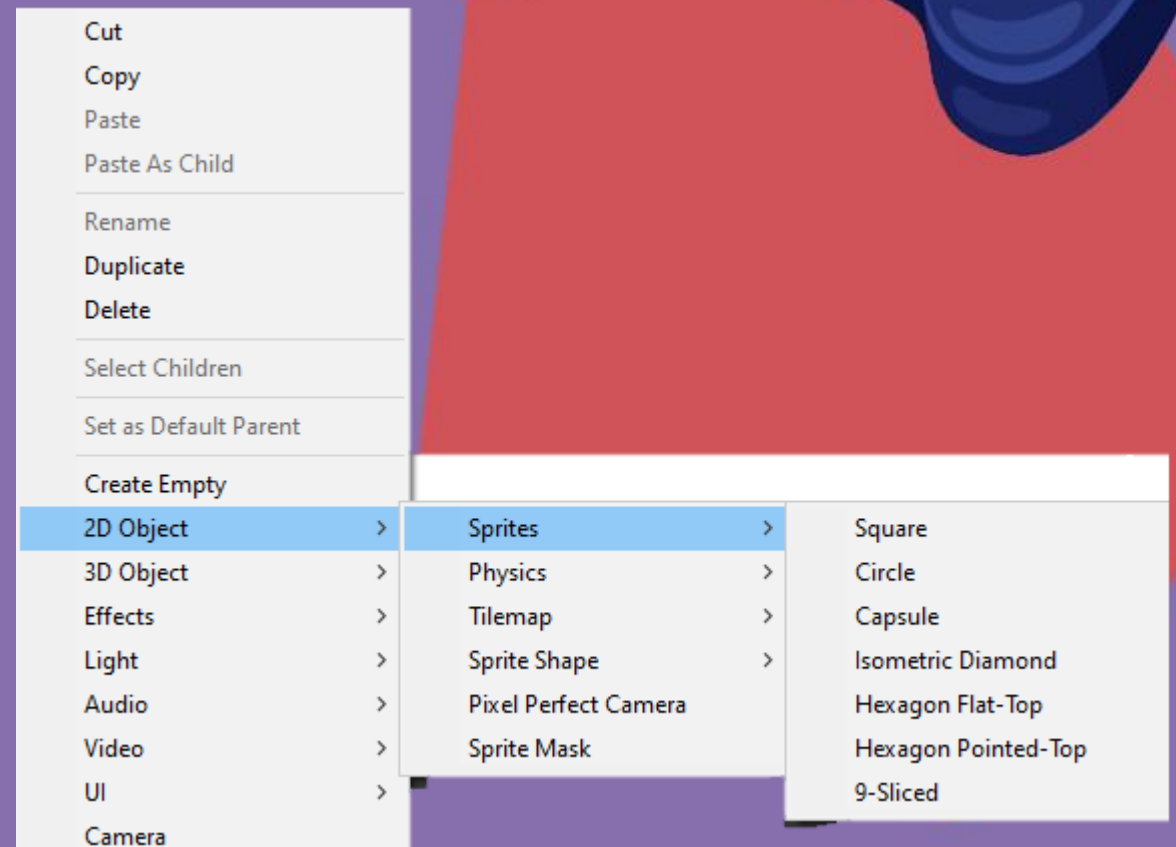 Cut
Copy
Paste
Paste As Child
Rename
Duplicate
Delete
Select Children
Set as Default Parent
Create Empty
2D Object
3D Object
Effects
Light
Audio
Video
UI
Camera
Sprites
Physics
Tilemap
Sprite Shape
Pixel Perfect Camera
Sprite Mask
Square
Circle
Capsule
Isometric Diamond
Hexagon Flat-Top
Hexagon Pointed-Top
9-Sliced